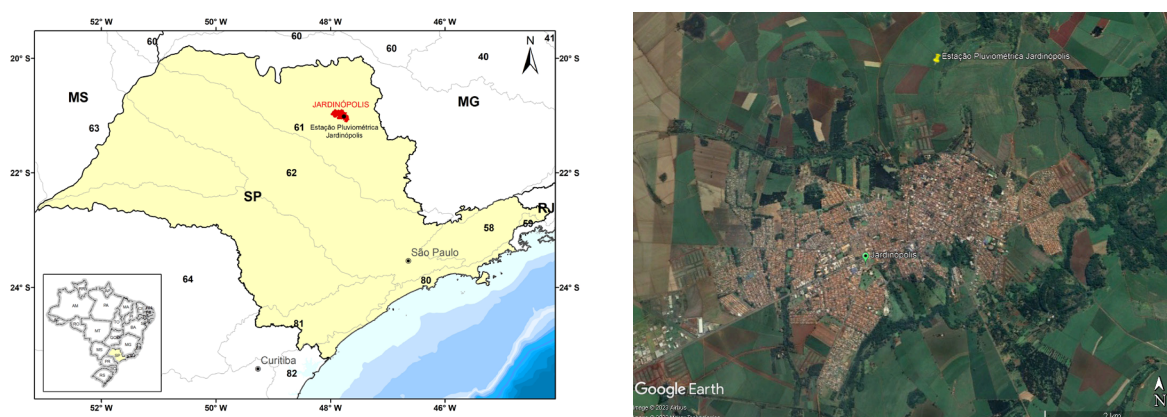 52° W
50° W
48° W
46° W
60
60
60
41
N
20° S
20° S
40
MS
MG
JARDINÓPOLIS
61
Estação Pluviométrica
Jardinópolis
63
22° S
22° S
62
SP
RJ
58
59
São Paulo
64
80
24° S
24° S
81
Curitiba
82
52° W
50° W
48° W
46° W
Estação Pluviométrica Jardinópolis
Jardinópolis
Google Earth
N